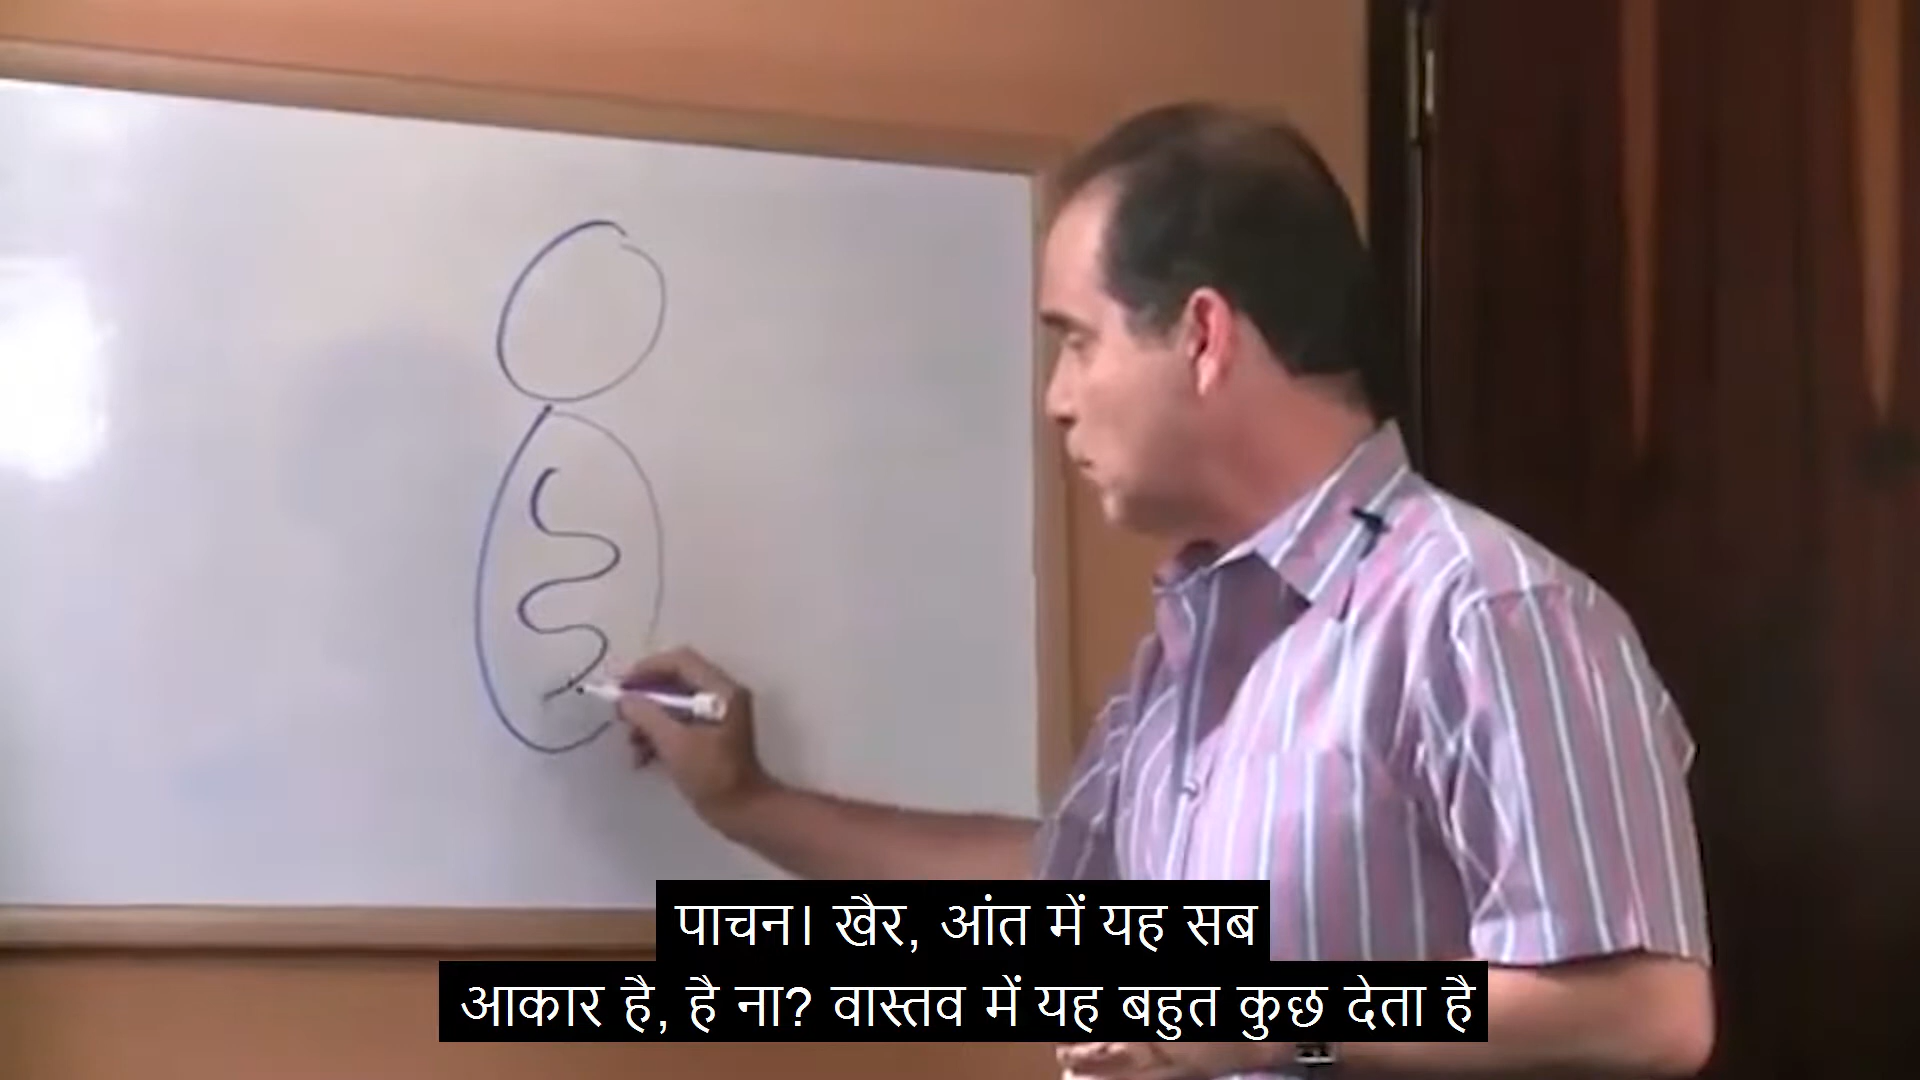 पाचन। खैर, आंत में यह सब
आकार है, है ना? वास्तव में यह बहुत कुछ देता है